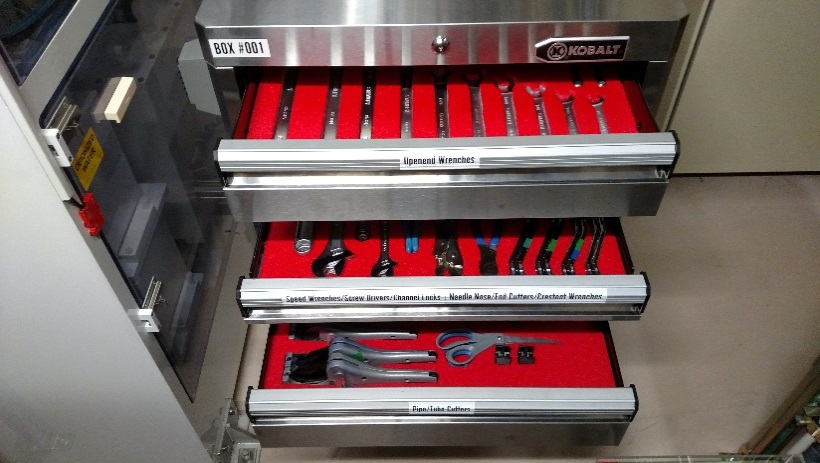 BOX #001
KOBALT
Openend Wrenches
Speed Wrenches/Screw Drivers/Channel Locks : Needle Nose/End Cutters/Crestant Wrenches
Pipe/Tube Cutters